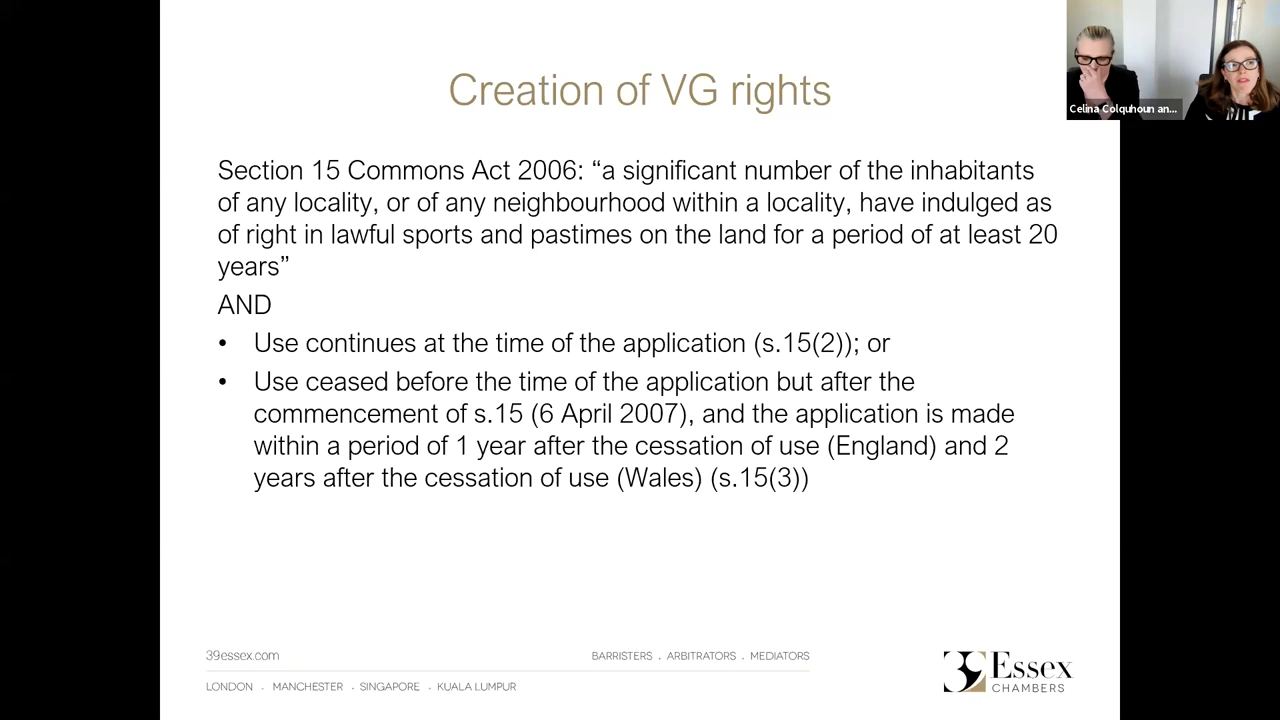 Creation of VG rights
Celina Colquhoun an...
Section 15 Commons Act 2006: “a significant number of the inhabitants
of any locality, or of any neighbourhood within a locality, have indulged as
of right in lawful sports and pastimes on the land for a period of at least 20
years”
AND
• Use continues at the time of the application (s.15(2)); or
• Use ceased before the time of the application but after the
commencement of s.15 (6 April 2007), and the application is made
within a period of 1 year after the cessation of use (England) and 2
years after the cessation of use (Wales) (s.15(3))
39essex.com
BARRISTERS . ARBITRATORS . MEDIATORS
LONDON . MANCHESTER . SINGAPORE . KUALA LUMPUR
39 Essex
CHAMBERS